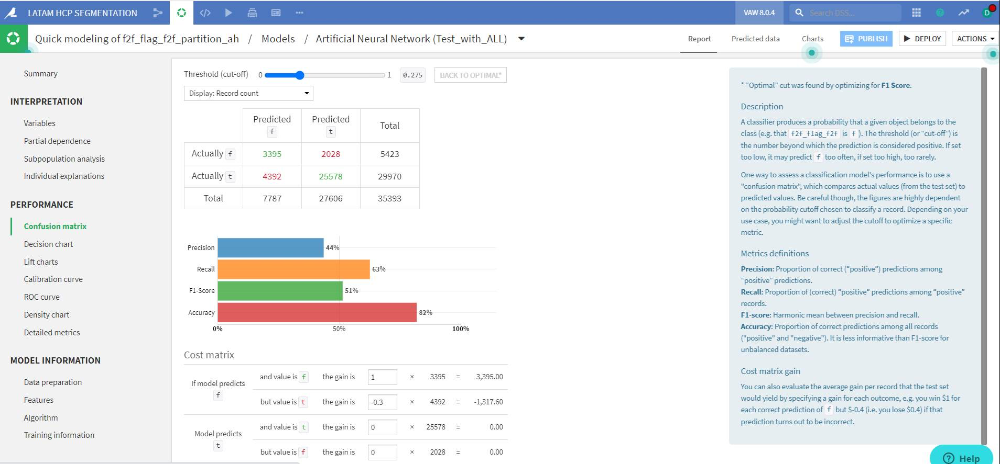 LATAM HCP SEGMENTATION VAW 8.0.4 Search DSS... D
Quick modeling of f2f_flag_f2f_partition_ah / Models / Artificial Neural Network (Test_with_ALL) Report Predicted data Charts PUBLISH DEPLOY ACTIONS
Summary
INTERPRETATION
Variables
Partial dependence
Subpopulation analysis
Individual explanations
PERFORMANCE
Confusion matrix
Decision chart
Lift charts
Calibration curve
ROC curve
Density chart
Detailed metrics
MODEL INFORMATION
Data preparation
Features
Algorithm
Training information
Threshold (cut-off) 0 1 0.275 BACK TO OPTIMAL*
Display: Record count
Predicted f Predicted t Total
Actually f 3395 2028 5423
Actually t 4392 25578 29970
Total 7787 27606 35393
Precision 44%
Recall 63%
F1-Score 51%
Accuracy 82%
0% 50% 100%
Cost matrix
If model predicts f
and value is f the gain is 1 × 3395 = 3,395.00
but value is t the gain is -0.3 × 4392 = -1,317.60
Model predicts t
and value is t the gain is 0 × 25578 = 0.00
but value is f the gain is 0 × 2028 = 0.00
* “Optimal” cut was found by optimizing for F1 Score.
Description
A classifier produces a probability that a given object belongs to the
class (e.g. that f2f_flag_f2f is f ). The threshold (or “cut-off”) is
the number beyond which the prediction is considered positive. If set
too low, it may predict f too often, if set too high, too rarely.
One way to assess a classification model's performance is to use a
"confusion matrix", which compares actual values (from the test set) to
predicted values. Be careful though, the figures are highly dependent
on the probability cutoff chosen to classify a record. Depending on your
use case, you might want to adjust the cutoff to optimize a specific
metric.
Metrics definitions
Precision: Proportion of correct (“positive“) predictions among
“positive” predictions.
Recall: Proportion of (correct) “positive“ predictions among “positive”
records.
F1-score: Harmonic mean between precision and recall.
Accuracy: Proportion of correct predictions among all records
("positive" and "negative"). It is less informative than F1-score for
unbalanced datasets.
Cost matrix gain
You can also evaluate the average gain per record that the test set
would yield by specifying a gain for each outcome, e.g. you win $1 for
each correct prediction of f but $-0.4 (i.e. you lose $0.4) if that
prediction turns out to be incorrect.
? Help